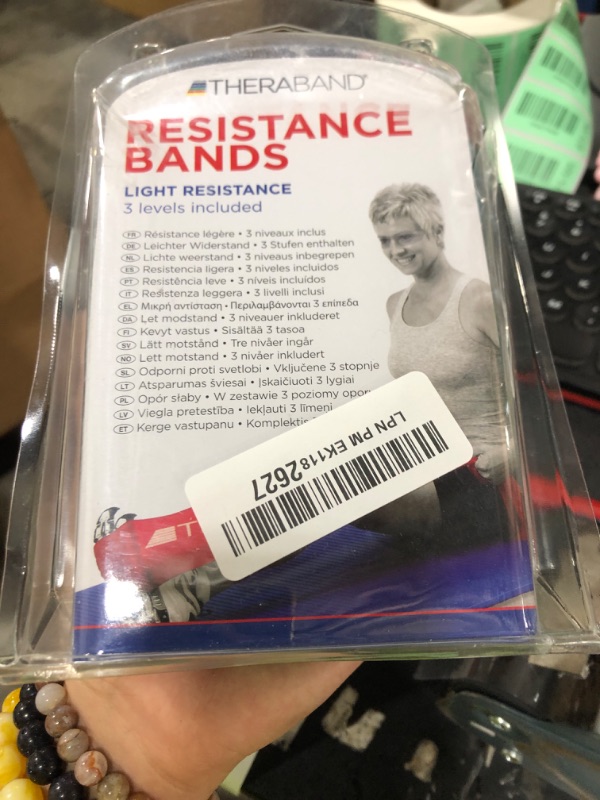 THERABAND
RESISTANCE
BANDS
LIGHT RESISTANCE
3 levels included
FR Résistance légère • 3 niveaux inclus
DE Leichter Widerstand • 3 Stufen enthalten
NL Lichte weerstand • 3 niveaus inbegrepen
ES Resistencia ligera • 3 niveles incluidos
PT Resistência leve • 3 níveis incluídos
IT Resistenza leggera • 3 livelli inclusi
EL Μικρή αντίσταση • Περιλαμβάνονται 3 επίπεδα
DA Let modstand • 3 niveauer inkluderet
FI Kevyt vastus • Sisältää 3 tasoa
SV Lätt motstånd • Tre nivåer ingår
NO Lett motstand • 3 nivåer inkludert
SL Odporni proti svetlobi • Vključene 3 stopnje
LT Atsparumas šviesai • Įskaičiuoti 3 lygiai
PL Opór słaby • W zestawie 3 poziomy
LV Viegla pretestība • Iekļauti 3 līmeņi
ET Kerge vastupanu •
LPN PM EK1182627